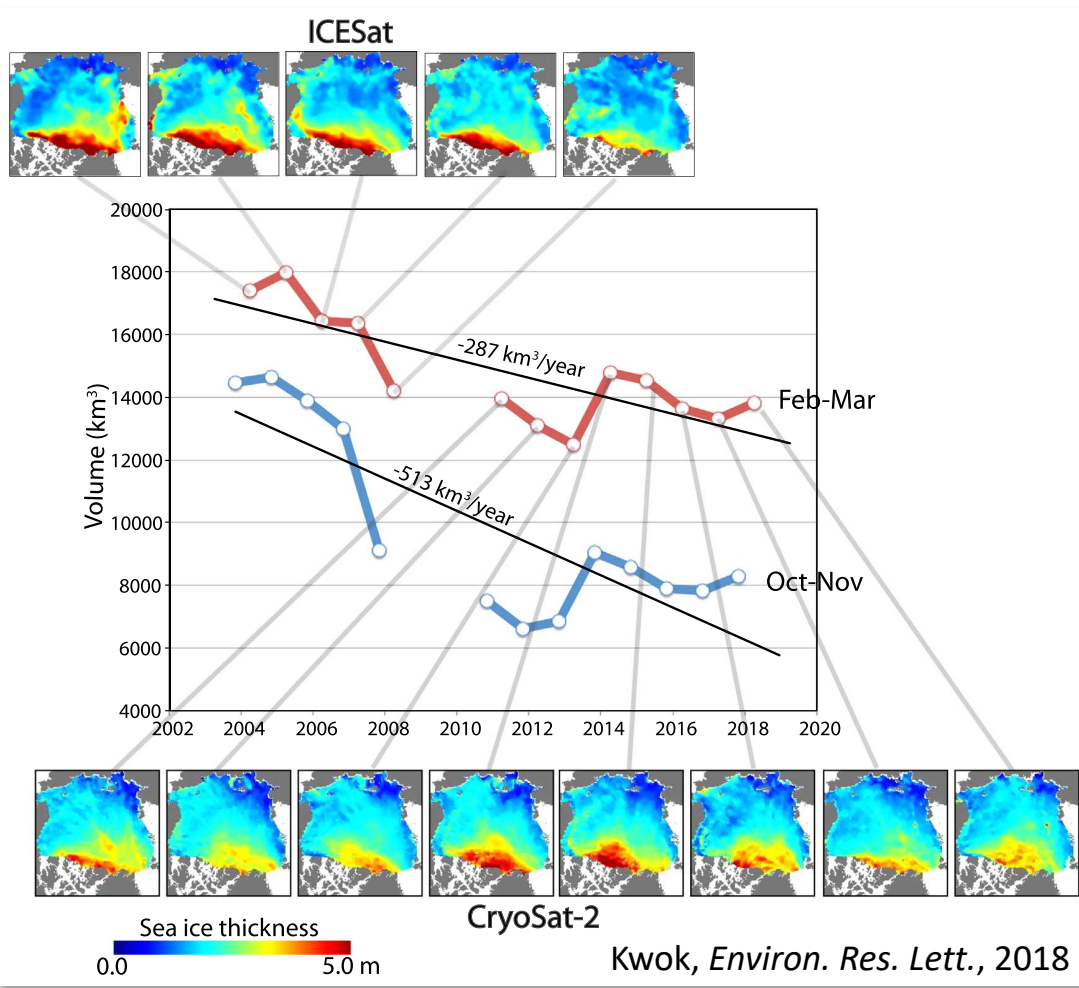 ICESat
20000
18000
16000
14000
12000
10000
8000
6000
4000
Volume (km³)
-287 km³/year
Feb-Mar
-513 km³/year
Oct-Nov
2002 2004 2006 2008 2010 2012 2014 2016 2018 2020
CryoSat-2
Sea ice thickness
0.0 5.0 m
Kwok, Environ. Res. Lett., 2018